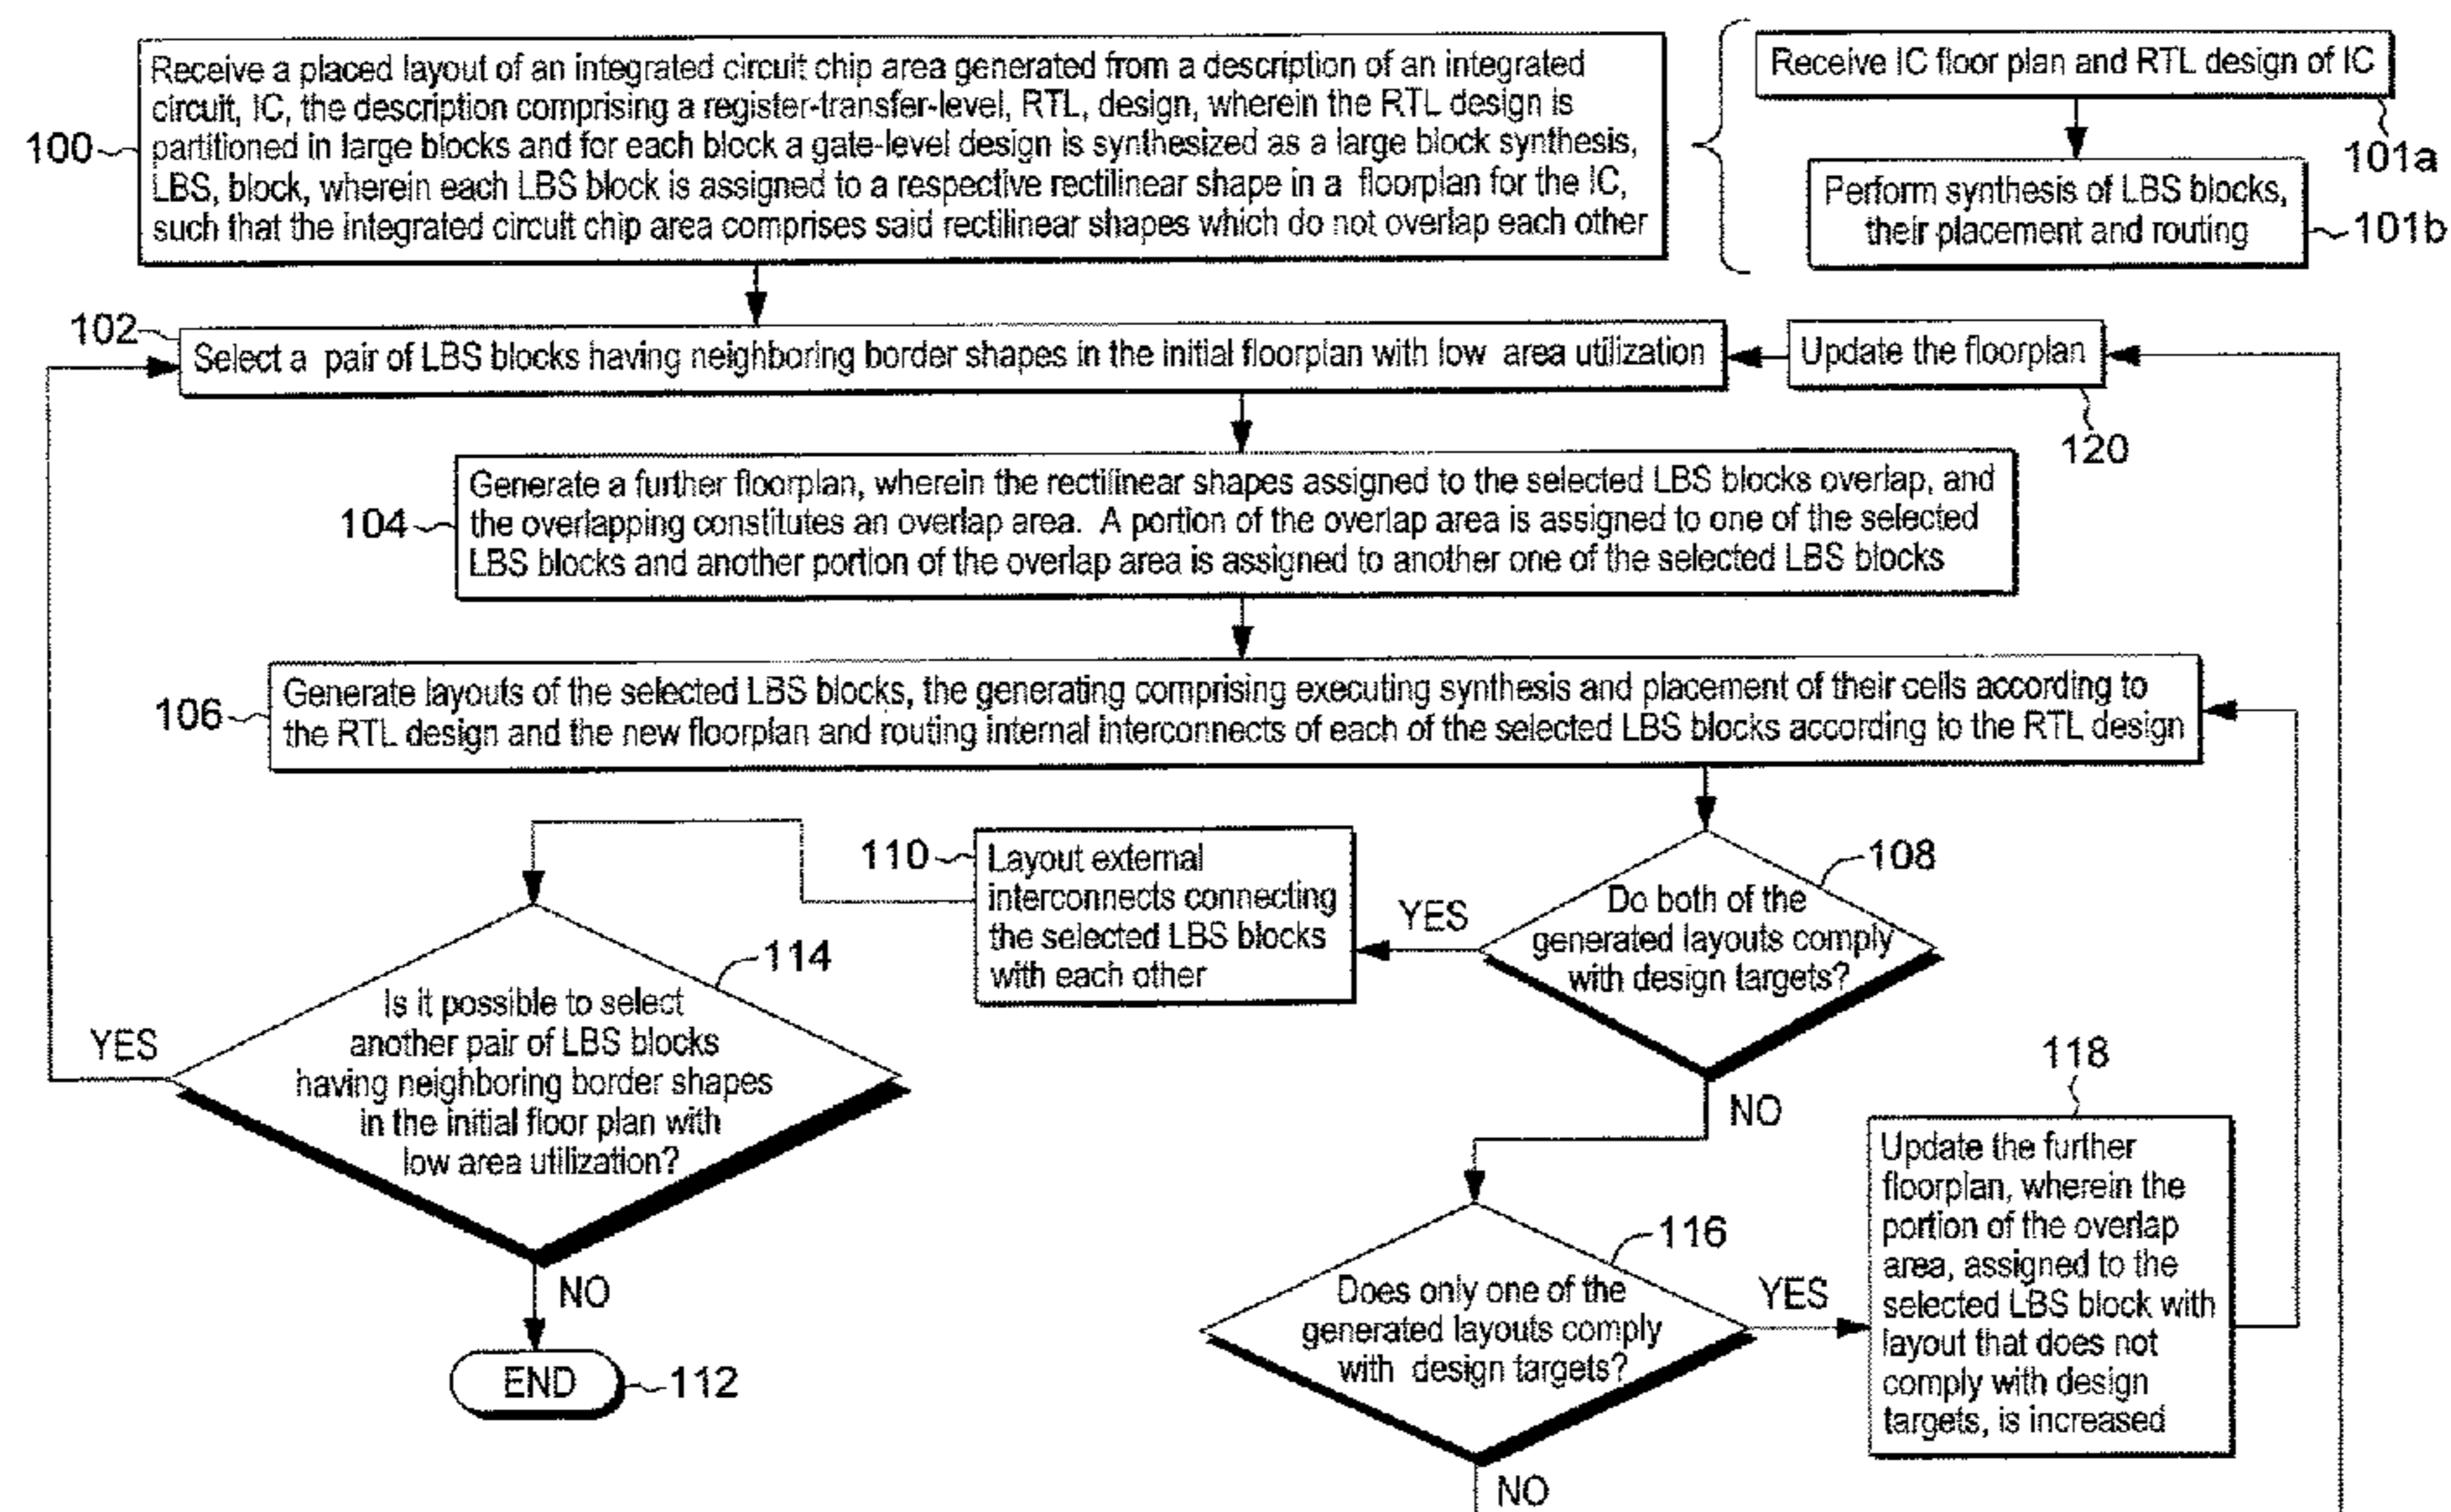 Receive a placed layout of an integrated circuit chip area generated from a description of an integrated
circuit, IC, the description comprising a register-transfer-level, RTL, design, wherein the RTL design is
100
partitioned in large blocks and for each block a gate-level design is synthesized as a large block synthesis,
LBS, block, wherein each LBS block is assigned to a respective rectilinear shape in a floorplan for the IC,
such that the integrated circuit chip area comprises said rectilinear shapes which do not overlap each other
Receive IC floor plan and RTL design of IC
101a
Perform synthesis of LBS blocks,
their placement and routing
101b
102
Select a pair of LBS blocks having neighboring border shapes in the initial floorplan with low area utilization
Update the floorplan
120
Generate a further floorplan, wherein the rectilinear shapes assigned to the selected LBS blocks overlap, and
104
the overlapping constitutes an overlap area. A portion of the overlap area is assigned to one of the selected
LBS blocks and another portion of the overlap area is assigned to another one of the selected LBS blocks
106
Generate layouts of the selected LBS blocks, the generating comprising executing synthesis and placement of their cells according to
the RTL design and the new floorplan and routing internal interconnects of each of the selected LBS blocks according to the RTL design
108
Do both of the
generated layouts comply
with design targets?
YES
110
Layout external
interconnects connecting
the selected LBS blocks
with each other
114
Is it possible to select
another pair of LBS blocks
having neighboring border shapes
in the initial floor plan with
low area utilization?
YES
NO
END
112
NO
116
Does only one of the
generated layouts comply
with design targets?
YES
118
Update the further
floorplan, wherein the
portion of the overlap
area, assigned to the
selected LBS block with
layout that does not
comply with design
targets, is increased
NO